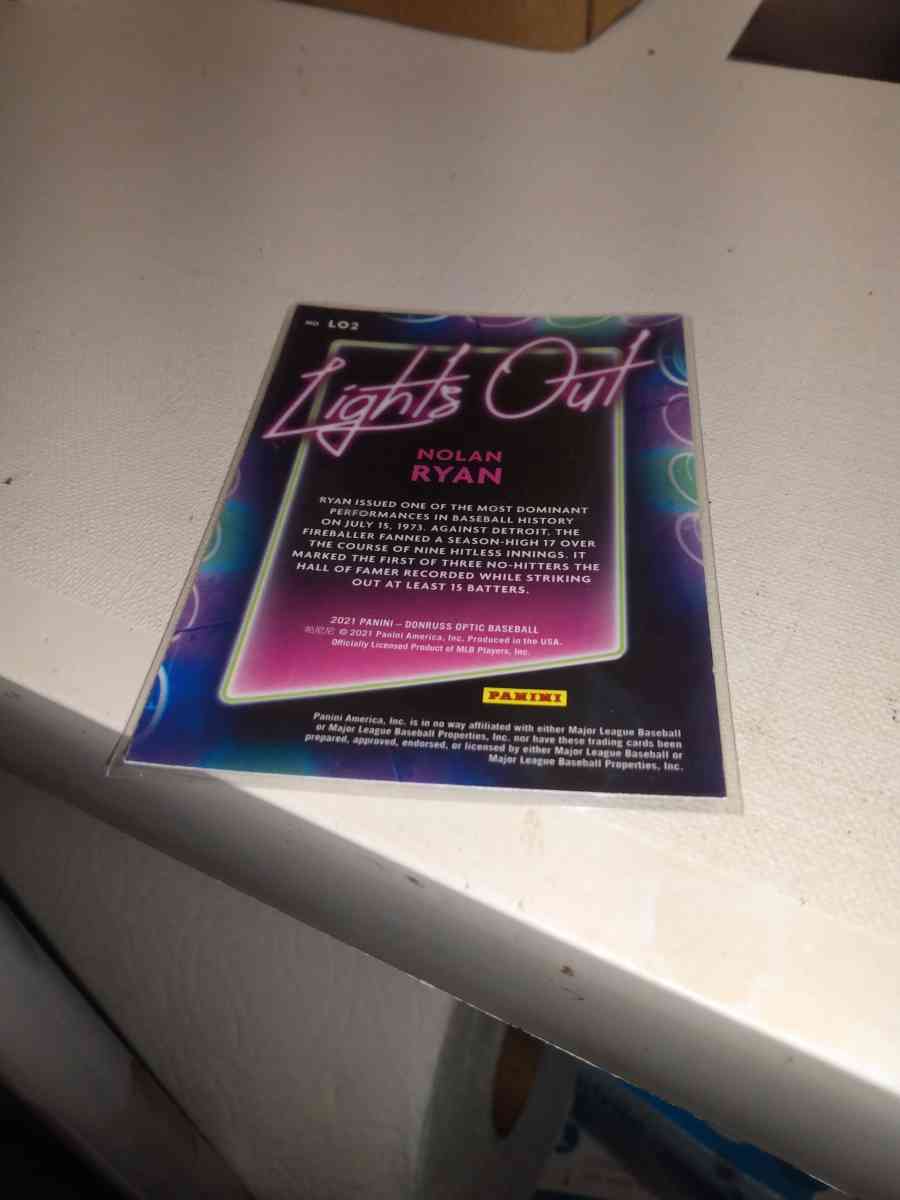 NO LO2
Lights Out
NOLAN
RYAN
RYAN ISSUED ONE OF THE MOST DOMINANT
PERFORMANCES IN BASEBALL HISTORY
ON JULY 15, 1973. AGAINST DETROIT, THE
FIREBALLER FANNED A SEASON-HIGH 17 OVER
THE COURSE OF NINE HITLESS INNINGS. IT
MARKED THE FIRST OF THREE NO-HITTERS THE
HALL OF FAMER RECORDED WHILE STRIKING
OUT AT LEAST 15 BATTERS.
2021 PANINI – DONRUSS OPTIC BASEBALL
帕尼尼 © 2021 Panini America, Inc. Produced in the USA.
Officially Licensed Product of MLB Players, Inc.
PANINI
Panini America, Inc. is in no way affiliated with either Major League Baseball
or Major League Baseball Properties, Inc. nor have these trading cards been
prepared, approved, endorsed, or licensed by either Major League Baseball or
Major League Baseball Properties, Inc.